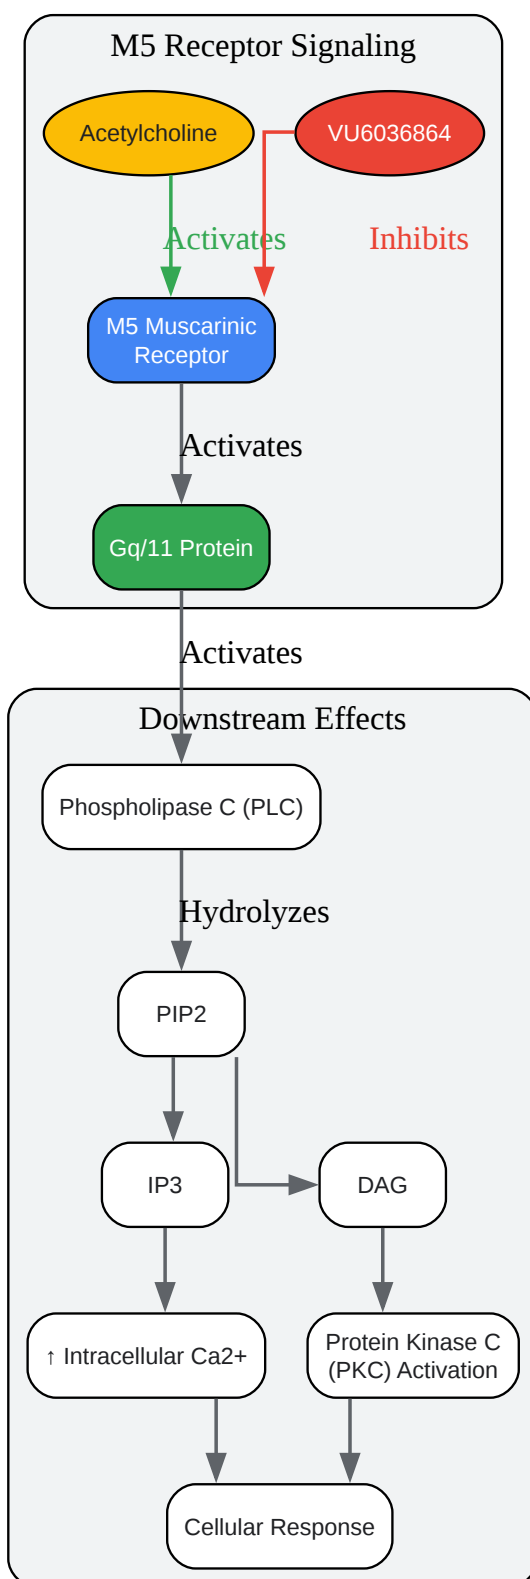 M5 Receptor Signaling
Acetylcholine
VU6036864
Activates
Inhibits
M5 Muscarinic
Receptor
Activates
Gq/11 Protein
Activates
Downstream Effects
Phospholipase C (PLC)
Hydrolyzes
PIP2
IP3
DAG
↑ Intracellular Ca2+
Protein Kinase C
(PKC) Activation
Cellular Response